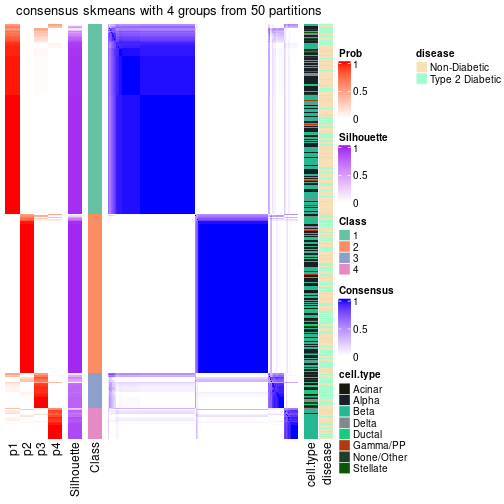 consensus skmeans with 4 groups from 50 partitions
Prob
1
0.5
0
Silhouette
1
0.5
0
Class
1
2
3
4
Consensus
1
0.5
0
cell.type
Acinar
Alpha
Beta
Delta
Ductal
Gamma/PP
None/Other
Stellate
disease
Non-Diabetic
Type 2 Diabetic
p1
p2
p3
p4
Silhouette
Class
cell.type
disease